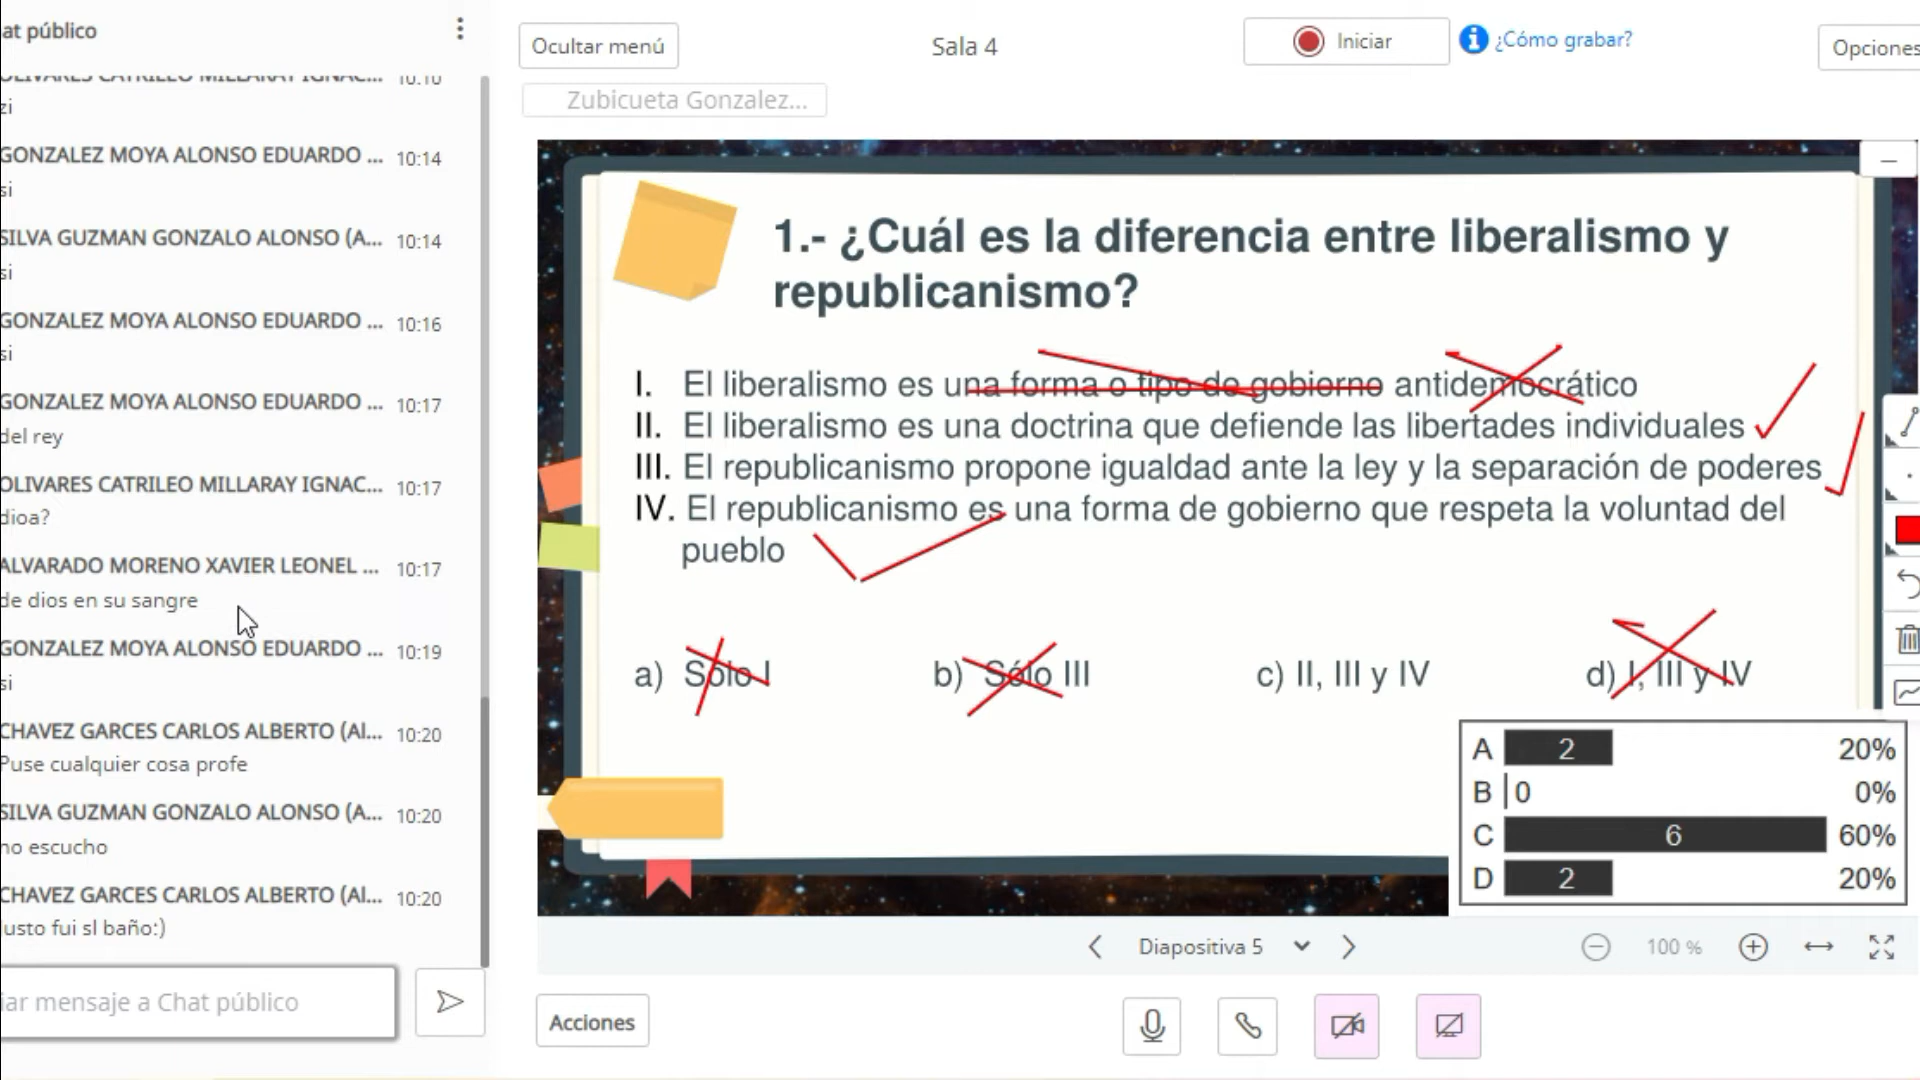 at público
OLIVARES CATRILEO MILLARAY IGNAC... 10:10
zi
GONZALEZ MOYA ALONSO EDUARDO ... 10:14
si
SILVA GUZMAN GONZALO ALONSO (A... 10:14
si
GONZALEZ MOYA ALONSO EDUARDO ... 10:16
si
GONZALEZ MOYA ALONSO EDUARDO ... 10:17
del rey
OLIVARES CATRILEO MILLARAY IGNAC... 10:17
dioa?
ALVARADO MORENO XAVIER LEONEL ... 10:17
de dios en su sangre
GONZALEZ MOYA ALONSO EDUARDO ... 10:19
si
CHAVEZ GARCES CARLOS ALBERTO (Al... 10:20
Puse cualquier cosa profe
SILVA GUZMAN GONZALO ALONSO (A... 10:20
no escucho
CHAVEZ GARCES CARLOS ALBERTO (Al... 10:20
Justo fui sl baño:)
iar mensaje a Chat público
Ocultar menú
Sala 4
Iniciar
¿Cómo grabar?
Opciones
Zubicueta Gonzalez...
1.- ¿Cuál es la diferencia entre liberalismo y
republicanismo?
I. El liberalismo es una forma o tipo de gobierno antidemocrático
II. El liberalismo es una doctrina que defiende las libertades individuales
III. El republicanismo propone igualdad ante la ley y la separación de poderes
IV. El republicanismo es una forma de gobierno que respeta la voluntad del
pueblo
a) Sólo I b) Sólo III c) II, III y IV d) I, III y IV
A 2 20%
B 0 0%
C 6 60%
D 2 20%
Diapositiva 5
100 %
Acciones